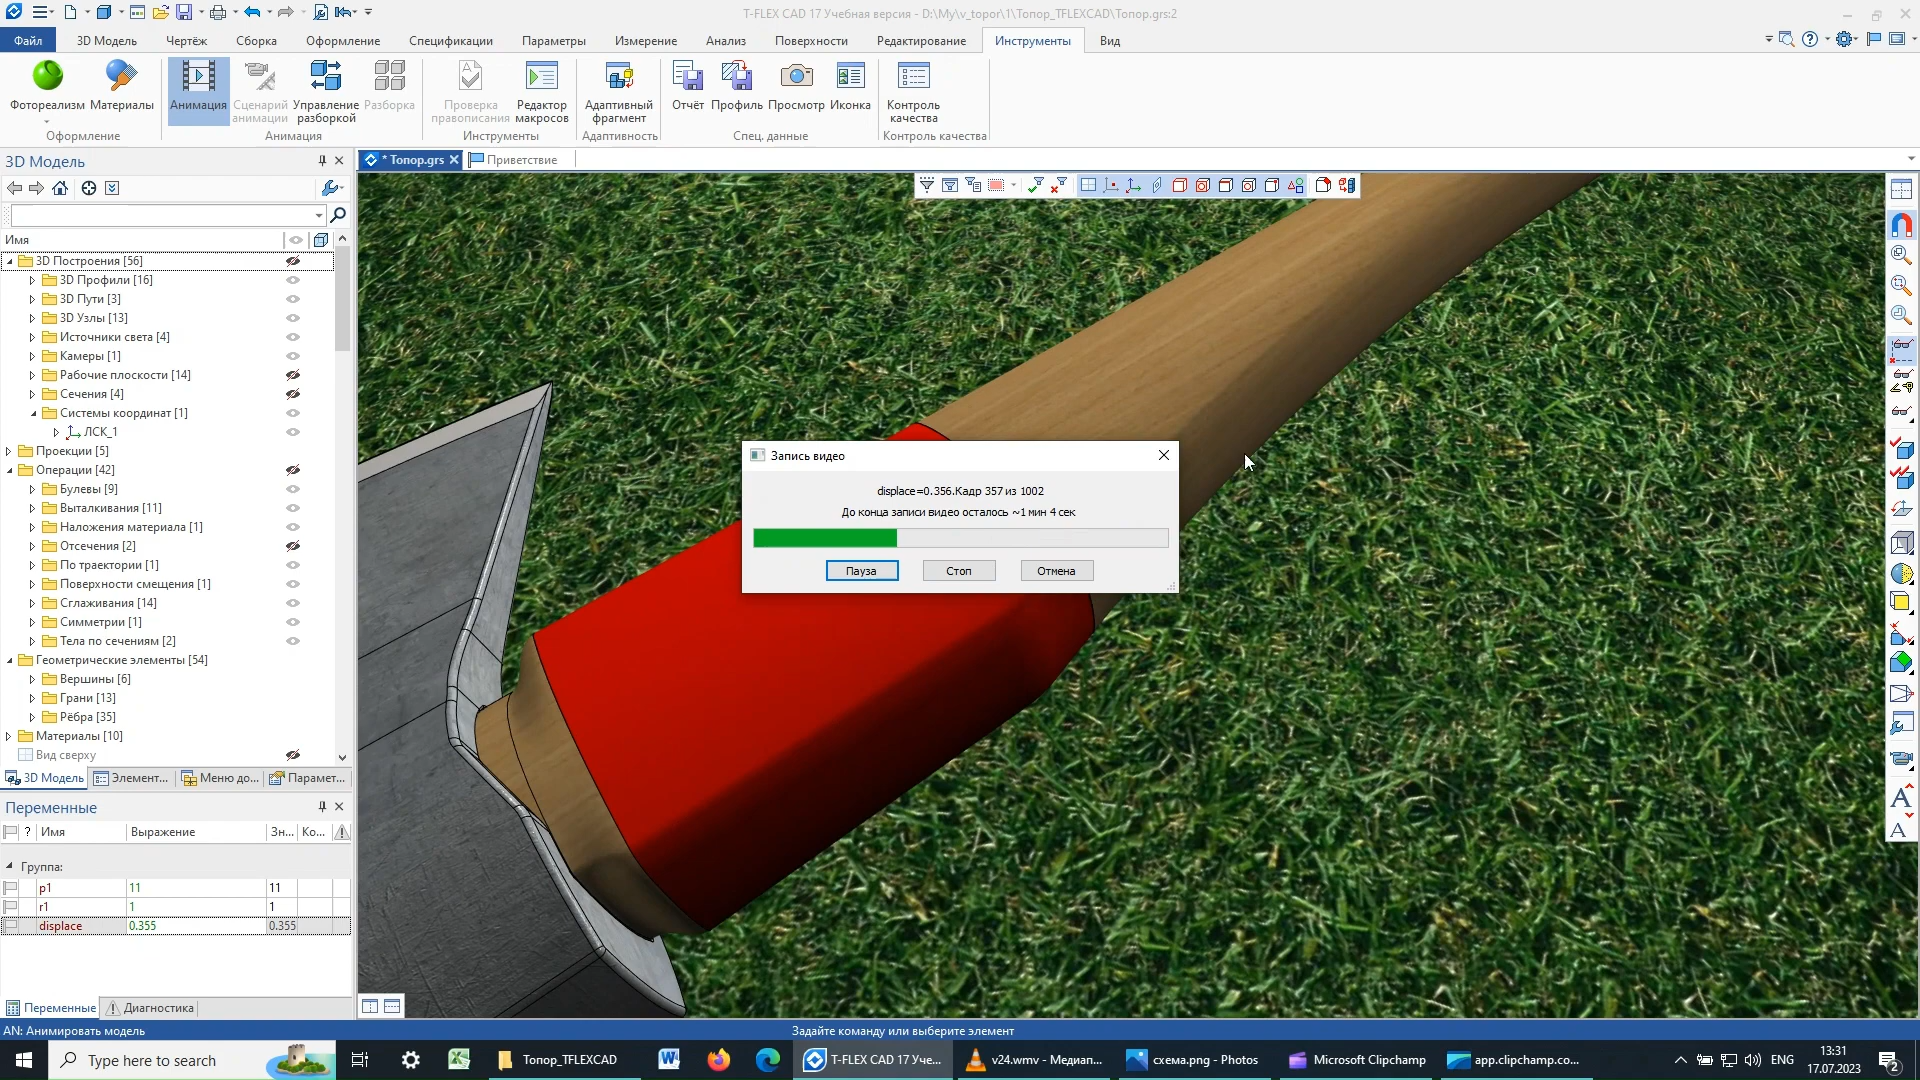 T-FLEX CAD 17 Учебная версия - D:\My\v_topor\1\Топор_TFLEXCAD\Топор.grs:2
Файл
3D Модель
Чертёж
Сборка
Оформление
Спецификации
Параметры
Измерение
Анализ
Поверхности
Редактирование
Инструменты
Вид
Фотореализм
Материалы
Анимация
Сценарий анимации
Управление разборкой
Разборка
Проверка правописания
Редактор макросов
Адаптивный фрагмент
Отчёт
Профиль
Просмотр
Иконка
Контроль качества
Оформление
Анимация
Инструменты
Адаптивность
Спец. данные
Контроль качества
3D Модель
* Топор.grs
Приветствие
Имя
3D Построения [56]
3D Профили [16]
3D Пути [3]
3D Узлы [13]
Источники света [4]
Камеры [1]
Рабочие плоскости [14]
Сечения [4]
Системы координат [1]
ЛСК_1
Проекции [5]
Операции [42]
Булевы [9]
Выталкивания [11]
Наложения материала [1]
Отсечения [2]
По траектории [1]
Поверхности смещения [1]
Сглаживания [14]
Симметрии [1]
Тела по сечениям [2]
Геометрические элементы [54]
Вершины [6]
Грани [13]
Рёбра [35]
Материалы [10]
Вид сверху
3D Модель
Элемент...
Меню до...
Парамет...
Запись видео
displace=0.356.Кадр 357 из 1002
До конца записи видео осталось ~1 мин 4 сек
Пауза
Стоп
Отмена
Переменные
? Имя Выражение Зн... Ко...
Группа:
p1 11 11
r1 1 1
displace 0.355 0.355
Переменные
Диагностика
AN: Анимировать модель
Задайте команду или выберите элемент
Type here to search
Топор_TFLEXCAD
T-FLEX CAD 17 Уче...
v24.wmv - Медиап...
схема.png - Photos
Microsoft Clipchamp
app.clipchamp.co...
ENG
13:31
17.07.2023
2